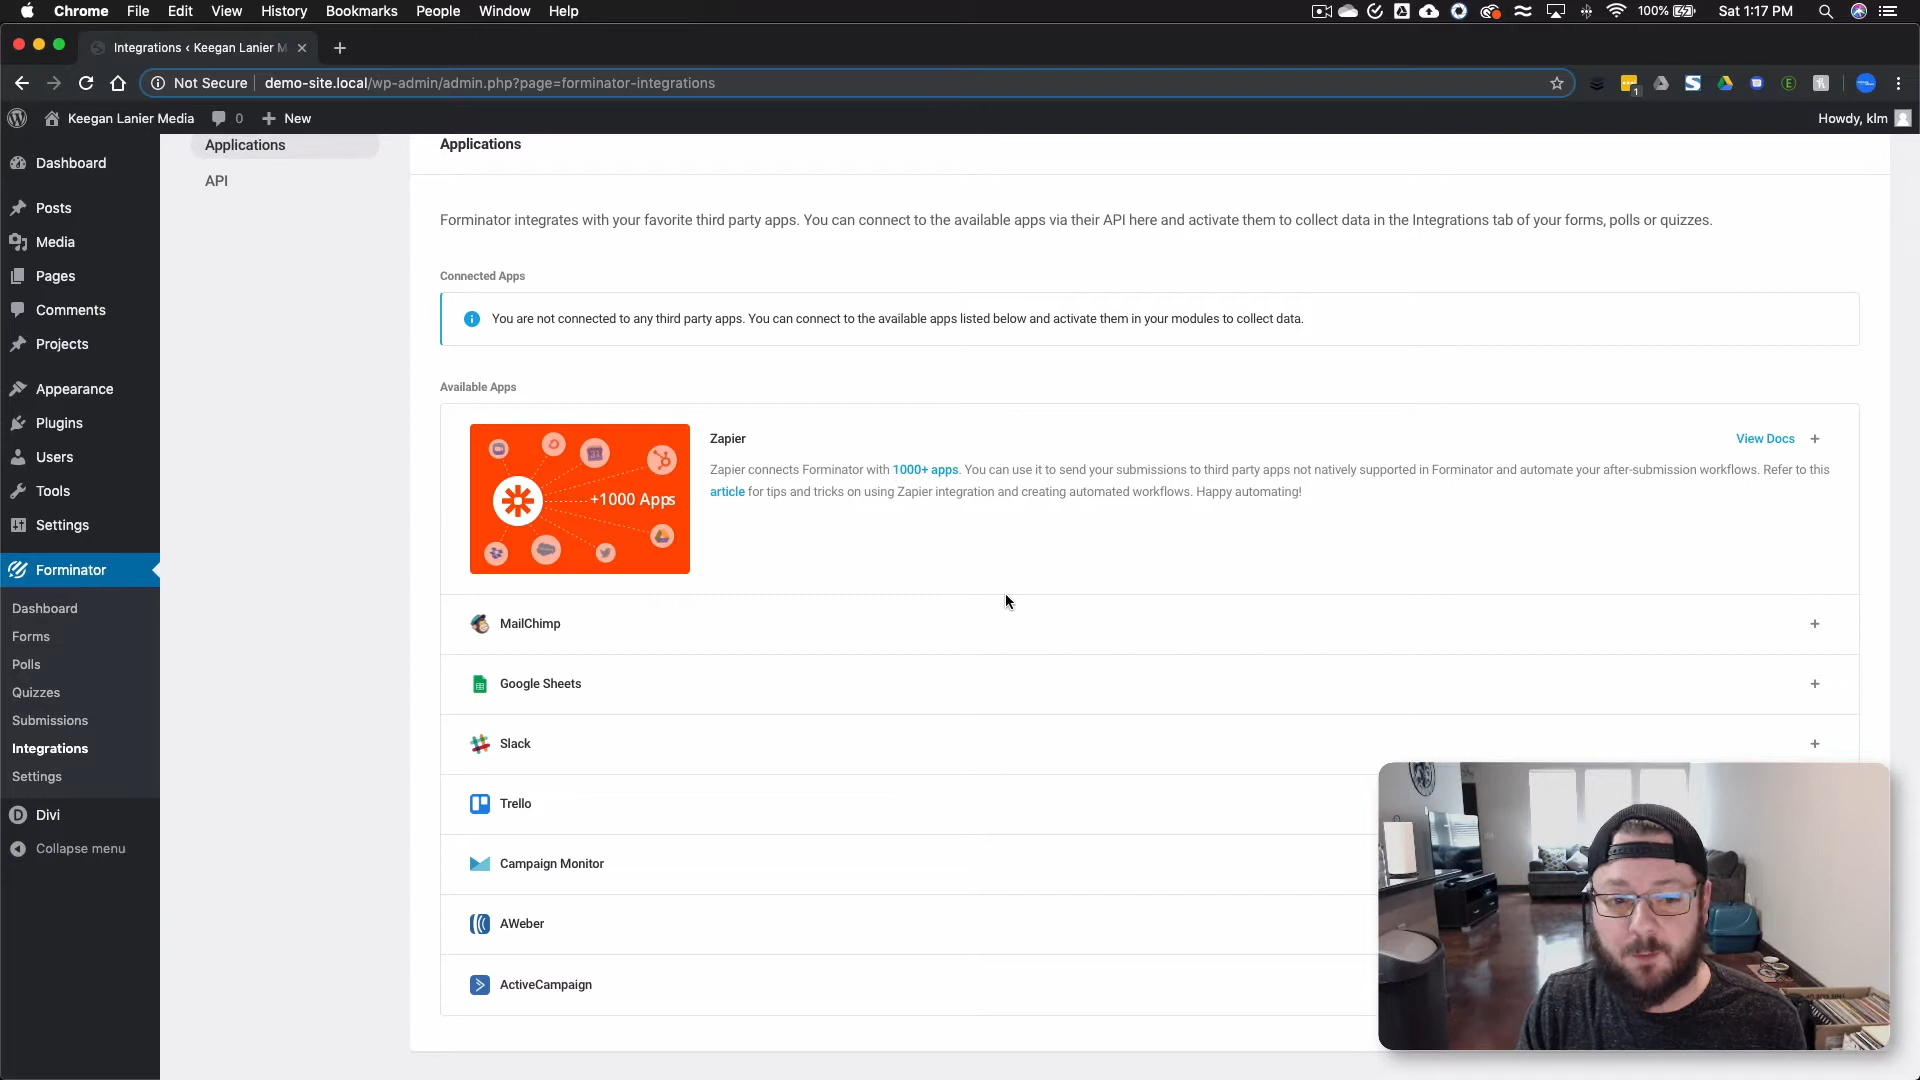 Chrome File Edit View History Bookmarks People Window Help 100% Sat 1:17 PM
Integrations ‹ Keegan Lanier M
Not Secure demo-site.local/wp-admin/admin.php?page=forminator-integrations
1
Keegan Lanier Media 0 New Howdy, klm
Dashboard
Posts
Media
Pages
Comments
Projects
Appearance
Plugins
Users
Tools
Settings
Forminator
Dashboard
Forms
Polls
Quizzes
Submissions
Integrations
Settings
Divi
Collapse menu
Applications
API
Applications
Forminator integrates with your favorite third party apps. You can connect to the available apps via their API here and activate them to collect data in the Integrations tab of your forms, polls or quizzes.
Connected Apps
You are not connected to any third party apps. You can connect to the available apps listed below and activate them in your modules to collect data.
Available Apps
31
+1000 Apps
Zapier View Docs
Zapier connects Forminator with 1000+ apps. You can use it to send your submissions to third party apps not natively supported in Forminator and automate your after-submission workflows. Refer to this
article for tips and tricks on using Zapier integration and creating automated workflows. Happy automating!
MailChimp
Google Sheets
Slack
Trello
Campaign Monitor
AWeber
ActiveCampaign